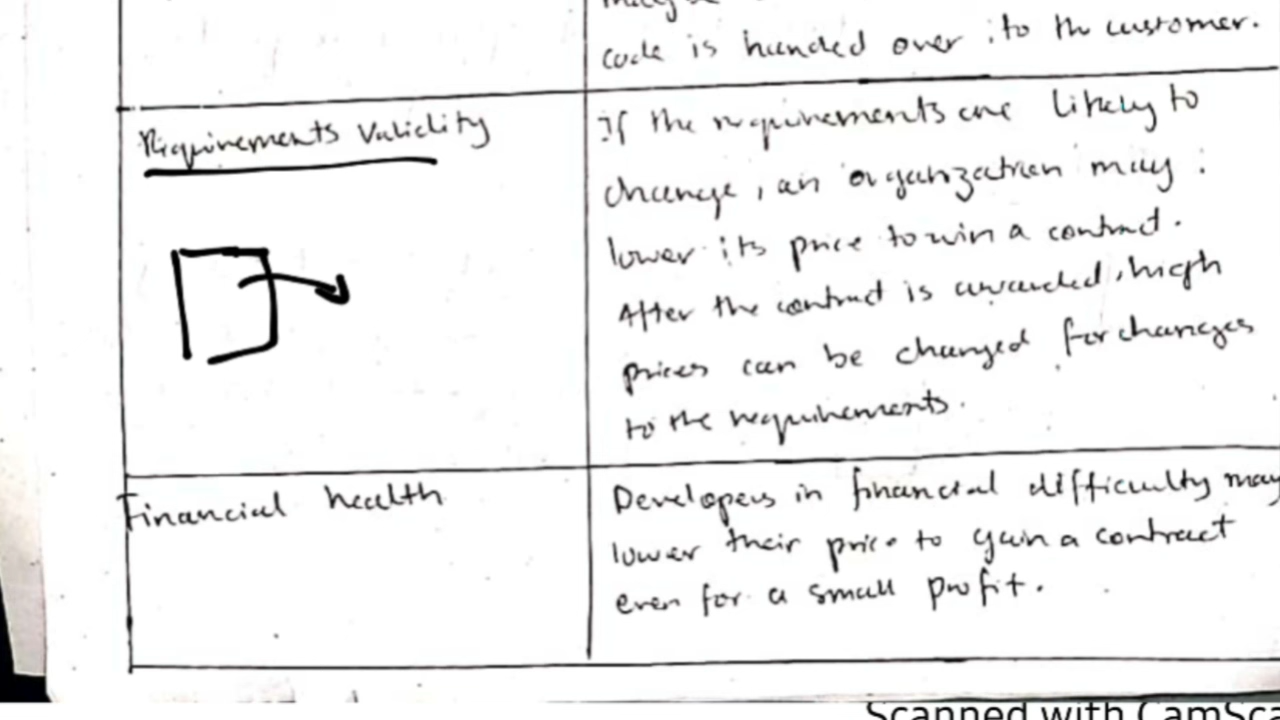 code is handed over to the customer.
Requirements Validity
If the requirements are likely to
change, an organization may
lower its price to win a contract.
After the contract is awarded, high
prices can be changed for changes
to the requirements.
Financial health
Developers in financial difficulty may
lower their price to gain a contract
even for a small profit.
Scanned with CamSca